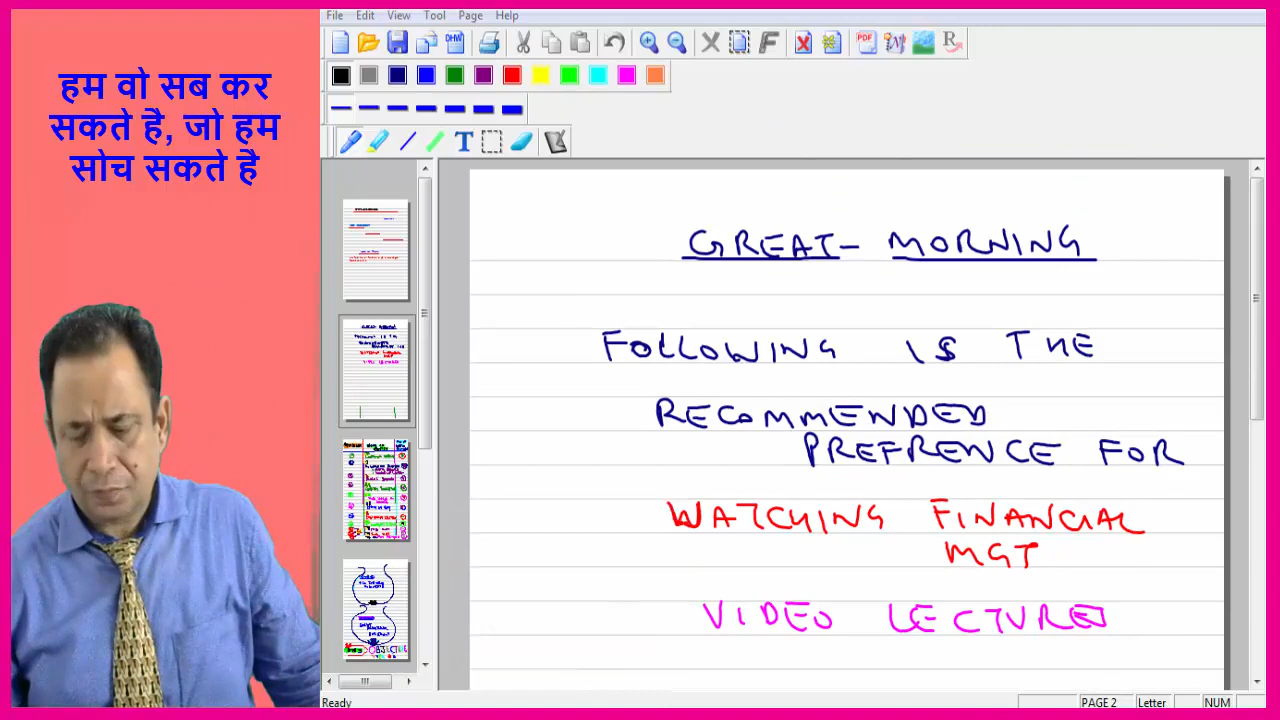 हम वो सब कर
सकते है, जो हम
सोच सकते है
File Edit View Tool Page Help
GREAT- MORNING
FOLLOWING IS THE
RECOMMENDED
PREFRENCE FOR
WATCHING FINANCIAL
MGT
VIDEO LECTURES
Ready
PAGE 2 Letter NUM